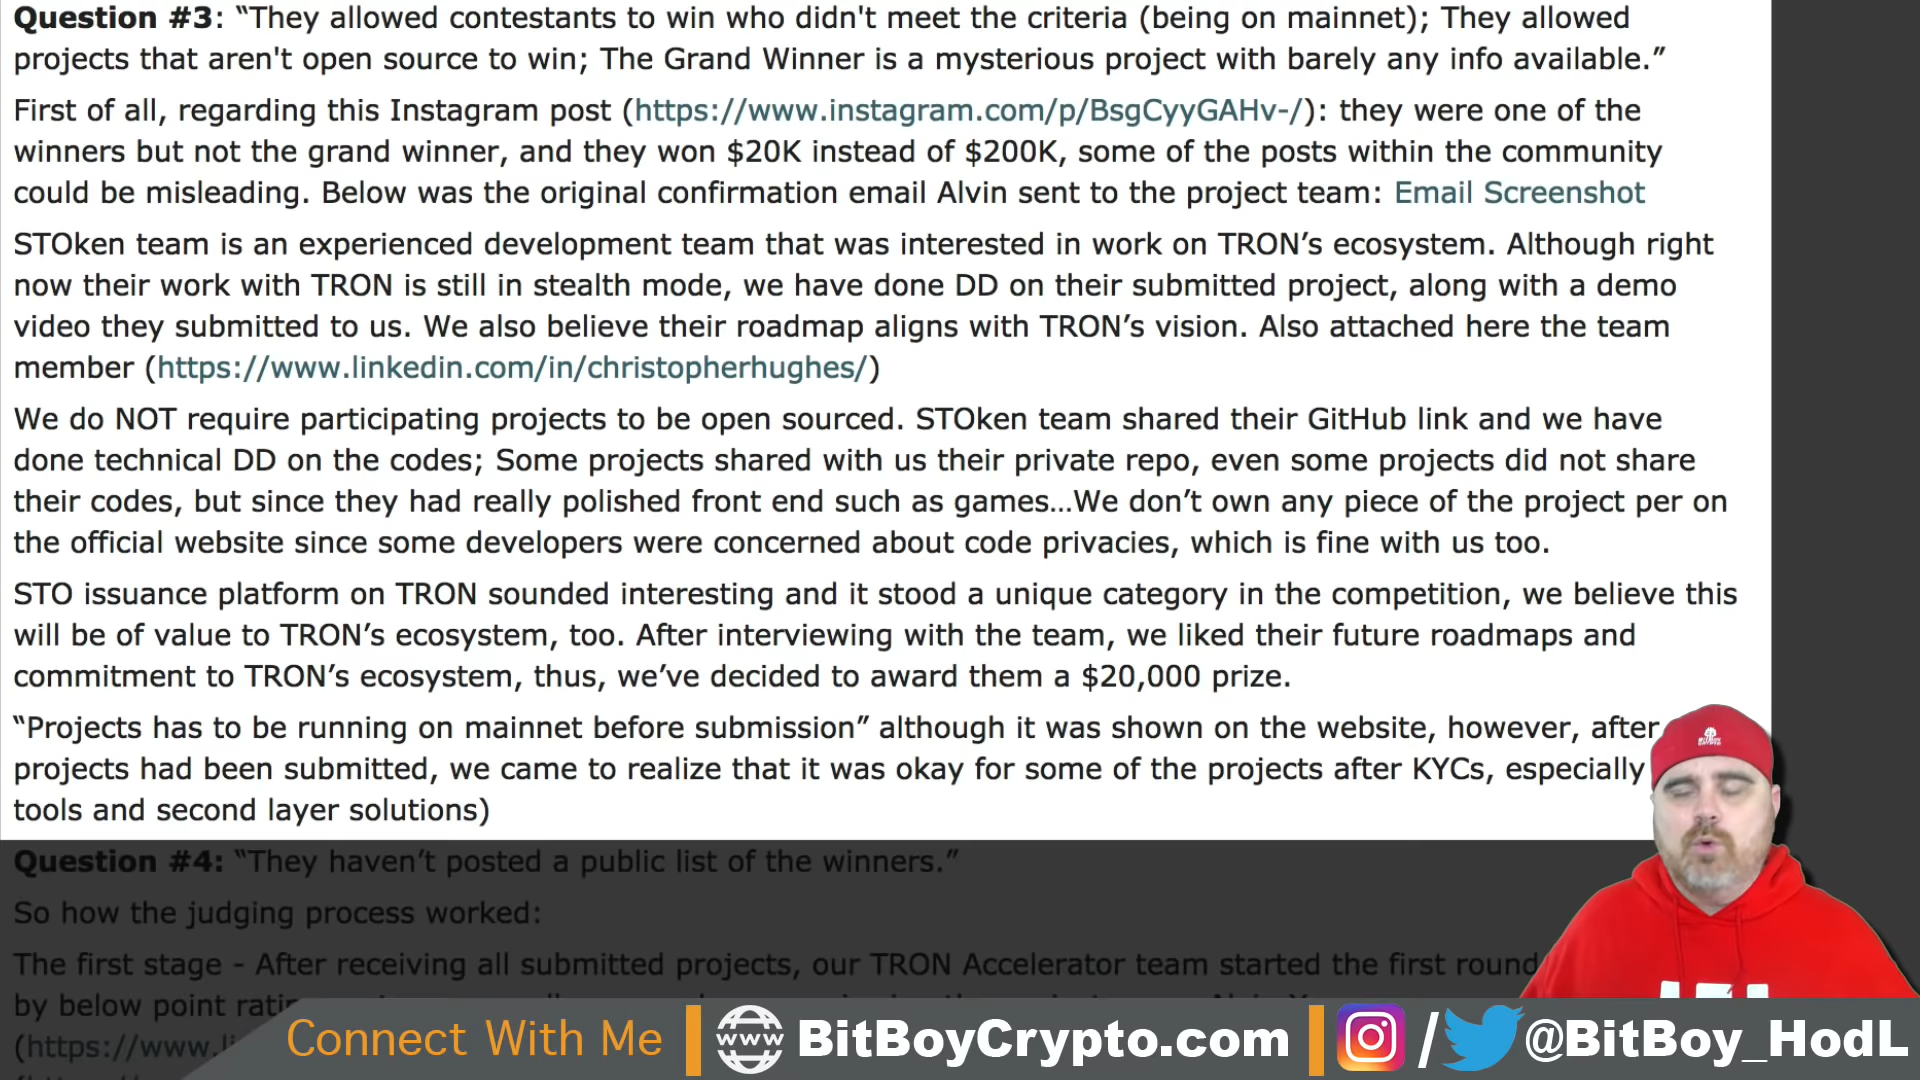 Question #3: “They allowed contestants to win who didn't meet the criteria (being on mainnet); They allowed
projects that aren't open source to win; The Grand Winner is a mysterious project with barely any info available.”
First of all, regarding this Instagram post (https://www.instagram.com/p/BsgCyyGAHv-/): they were one of the
winners but not the grand winner, and they won $20K instead of $200K, some of the posts within the community
could be misleading. Below was the original confirmation email Alvin sent to the project team: Email Screenshot
STOken team is an experienced development team that was interested in work on TRON’s ecosystem. Although right
now their work with TRON is still in stealth mode, we have done DD on their submitted project, along with a demo
video they submitted to us. We also believe their roadmap aligns with TRON’s vision. Also attached here the team
member (https://www.linkedin.com/in/christopherhughes/)
We do NOT require participating projects to be open sourced. STOken team shared their GitHub link and we have
done technical DD on the codes; Some projects shared with us their private repo, even some projects did not share
their codes, but since they had really polished front end such as games...We don’t own any piece of the project per on
the official website since some developers were concerned about code privacies, which is fine with us too.
STO issuance platform on TRON sounded interesting and it stood a unique category in the competition, we believe this
will be of value to TRON’s ecosystem, too. After interviewing with the team, we liked their future roadmaps and
commitment to TRON’s ecosystem, thus, we’ve decided to award them a $20,000 prize.
“Projects has to be running on mainnet before submission” although it was shown on the website, however, after
projects had been submitted, we came to realize that it was okay for some of the projects after KYCs, especially
tools and second layer solutions)
Question #4: “They haven’t posted a public list of the winners.”
So how the judging process worked:
The first stage - After receiving all submitted projects, our TRON Accelerator team started the first round
by below point
(https://www.
Connect With Me | www BitBoyCrypto.com | / @BitBoy_HodL